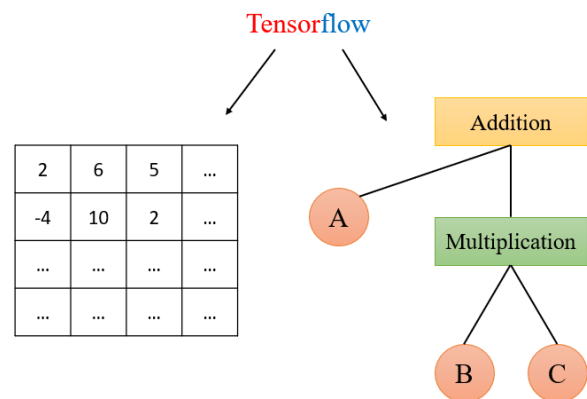 Tensorflow
2 6 5 ...
-4 10 2 ...
... ... ... ...
... ... ... ...
Addition
A
Multiplication
B C